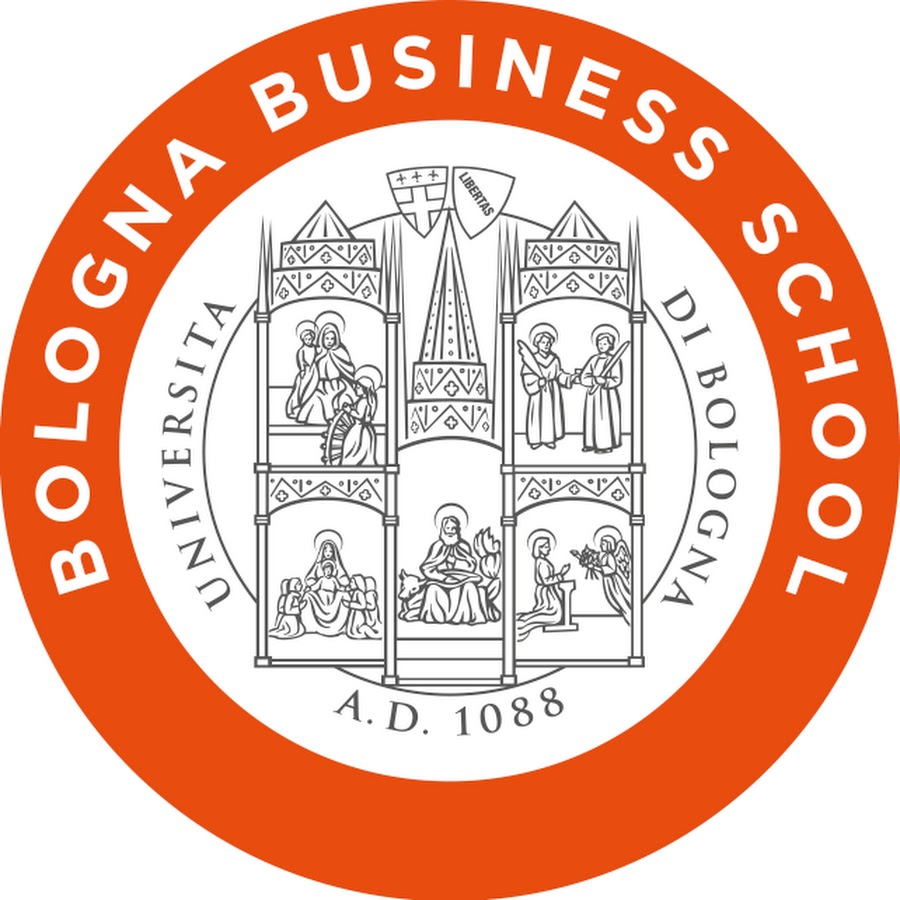 BOLOGNA BUSINESS SCHOOL
LIBERTAS
UNIVERSITA
DI BOLOGNA
A.D. 1088